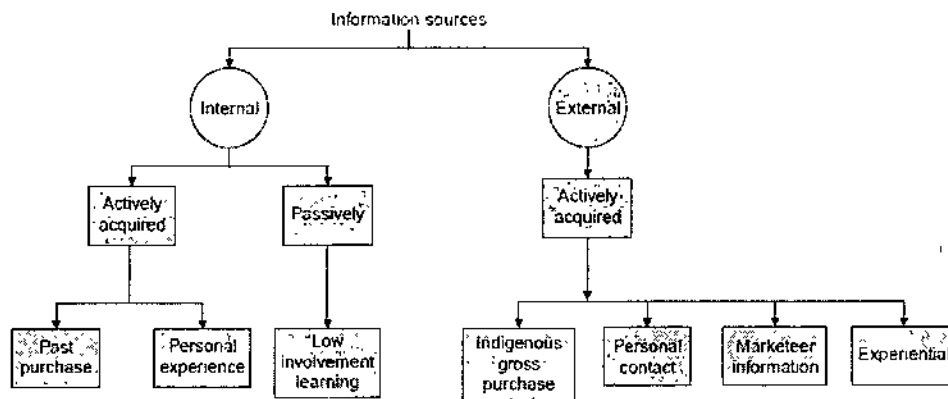 Information sources
Internal
External
Actively
acquired
Passively
Actively
acquired
Past
purchase
Personal
experience
Low
involvement
learning
Indigenous
gross
purchase
Personal
contact
Marketeer
information
Experiential